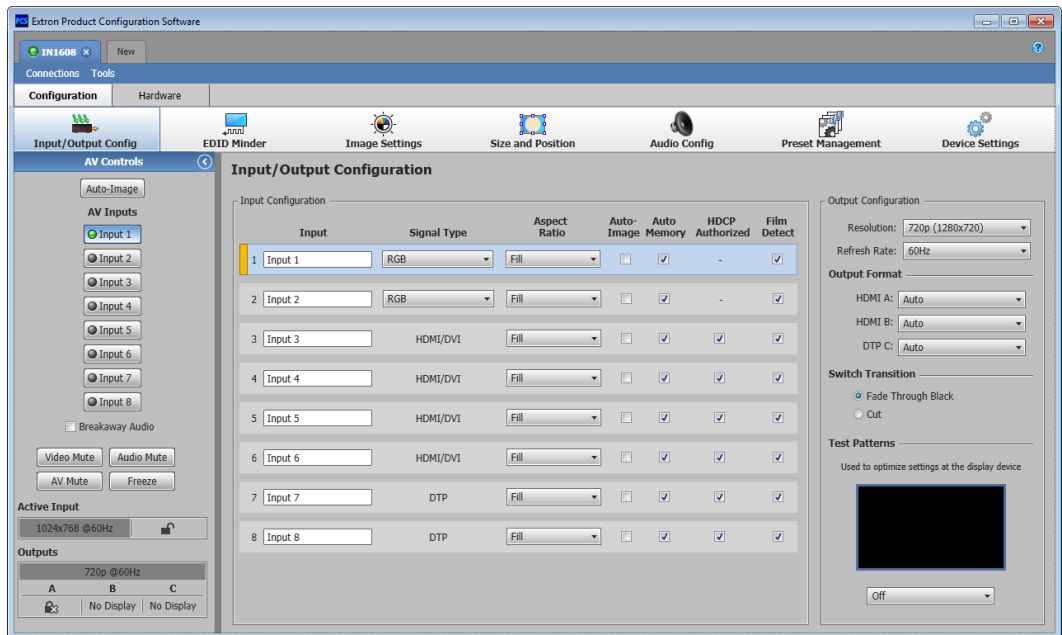 PCS Extron Product Configuration Software
IN1608 New
Connections Tools
Configuration Hardware
Input/Output Config EDID Minder Image Settings Size and Position Audio Config Preset Management Device Settings
AV Controls
Auto-Image
AV Inputs
Input 1
Input 2
Input 3
Input 4
Input 5
Input 6
Input 7
Input 8
Breakaway Audio
Video Mute Audio Mute
AV Mute Freeze
Active Input
1024x768 @60Hz
Outputs
720p @60Hz
A B C
No Display No Display
Input/Output Configuration
Input Configuration
Input Signal Type Aspect Ratio Auto-Image Auto Memory HDCP Authorized Film Detect
1 Input 1 RGB Fill -
2 Input 2 RGB Fill -
3 Input 3 HDMI/DVI Fill
4 Input 4 HDMI/DVI Fill
5 Input 5 HDMI/DVI Fill
6 Input 6 HDMI/DVI Fill
7 Input 7 DTP Fill
8 Input 8 DTP Fill
Output Configuration
Resolution: 720p (1280x720)
Refresh Rate: 60Hz
Output Format
HDMI A: Auto
HDMI B: Auto
DTP C: Auto
Switch Transition
Fade Through Black
Cut
Test Patterns
Used to optimize settings at the display device
Off